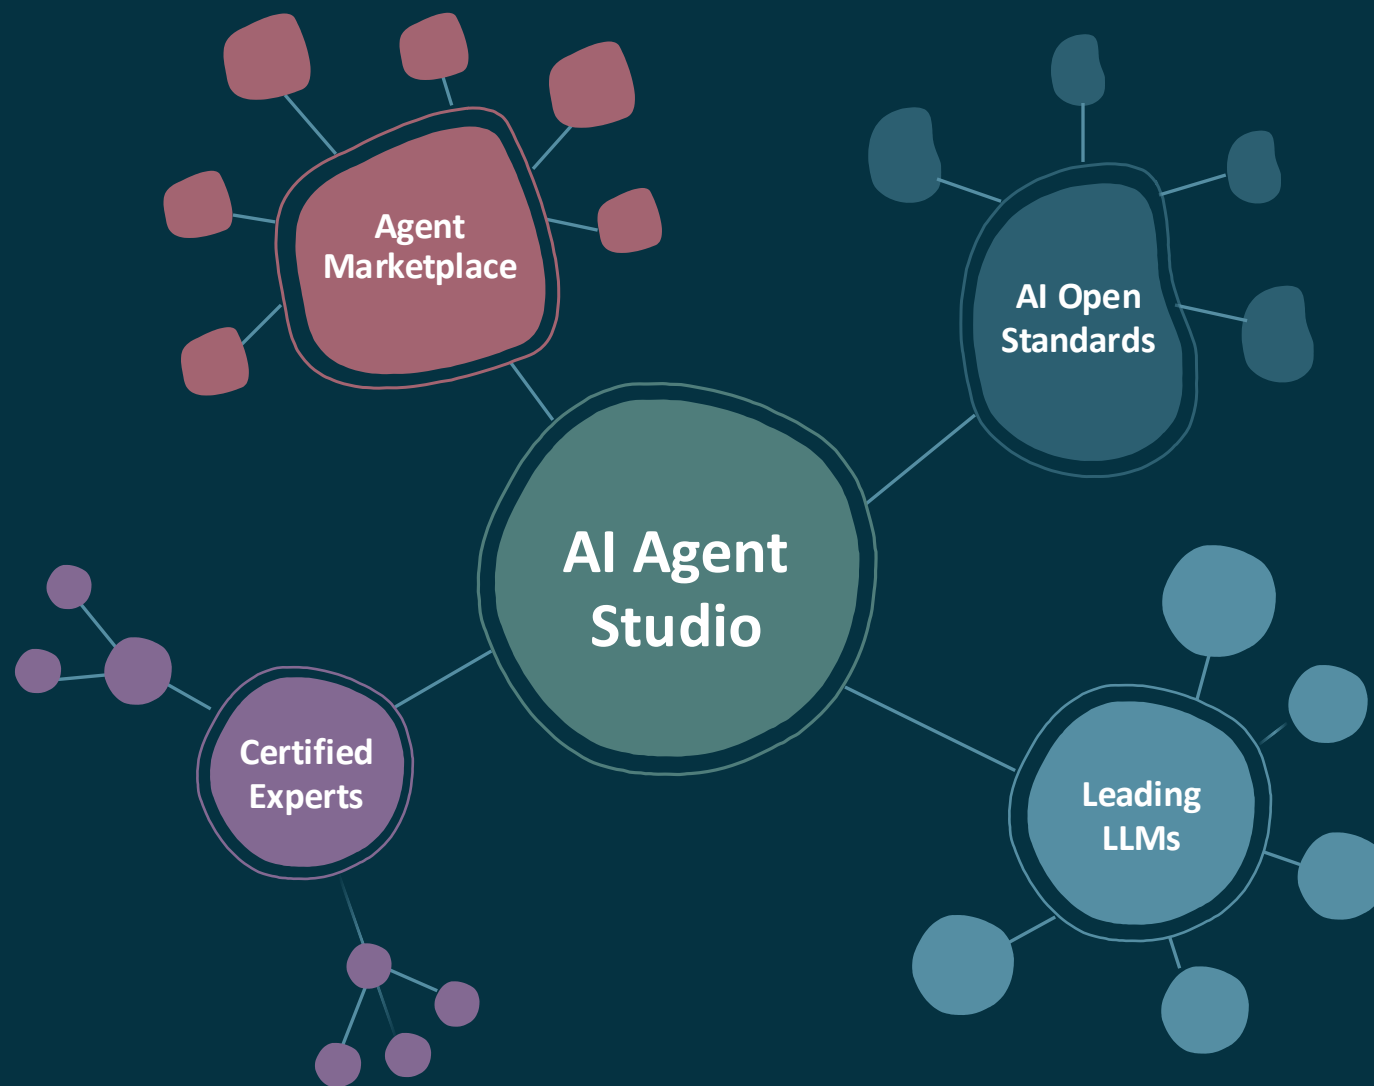 Agent
Marketplace
AI Open
Standards
AI Agent
Studio
Certified
Experts
Leading
LLMs